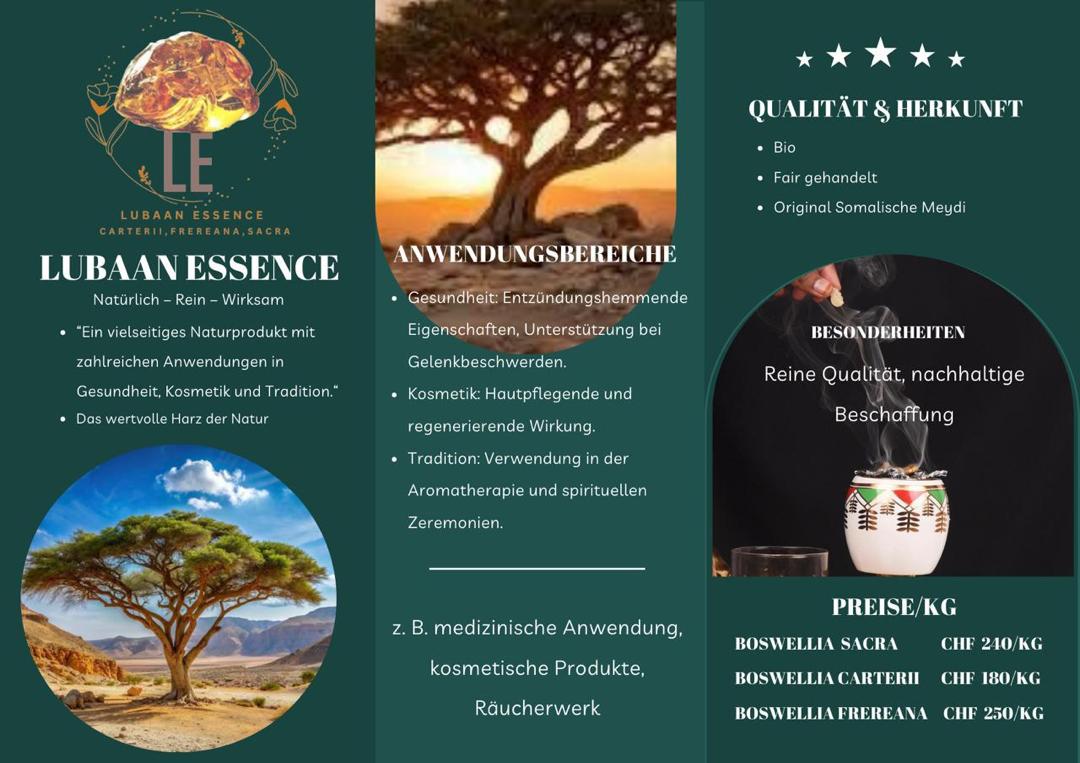 LE
LUBAAN ESSENCE
CARTERII,FREREANA,SACRA
LUBAAN ESSENCE
Natürlich – Rein – Wirksam
• “Ein vielseitiges Naturprodukt mit
zahlreichen Anwendungen in
Gesundheit, Kosmetik und Tradition.“
• Das wertvolle Harz der Natur
ANWENDUNGSBEREICHE
• Gesundheit: Entzündungshemmende
Eigenschaften, Unterstützung bei
Gelenkbeschwerden.
• Kosmetik: Hautpflegende und
regenerierende Wirkung.
• Tradition: Verwendung in der
Aromatherapie und spirituellen
Zeremonien.
z. B. medizinische Anwendung,
kosmetische Produkte,
Räucherwerk
QUALITÄT & HERKUNFT
• Bio
• Fair gehandelt
• Original Somalische Meydi
BESONDERHEITEN
Reine Qualität, nachhaltige
Beschaffung
PREISE/KG
BOSWELLIA SACRA CHF 240/KG
BOSWELLIA CARTERII CHF 180/KG
BOSWELLIA FREREANA CHF 250/KG